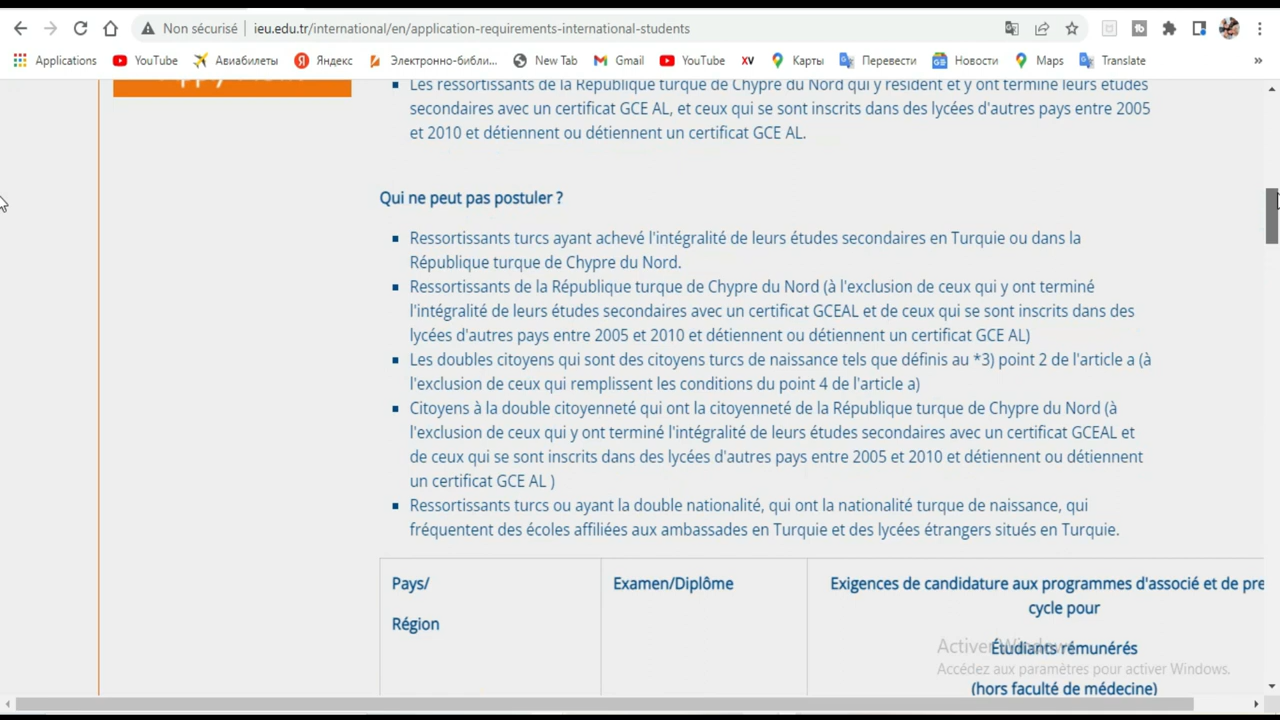 Non sécurisé
ieu.edu.tr/international/en/application-requirements-international-students
Applications
YouTube
Авиабилеты
Яндекс
Электронно-библи...
New Tab
Gmail
YouTube
XV
Карты
Перевести
Новости
Maps
Translate
»
Les ressortissants de la République turque de Chypre du Nord qui y résident et y ont terminé leurs études
secondaires avec un certificat GCE AL, et ceux qui se sont inscrits dans des lycées d'autres pays entre 2005
et 2010 et détiennent ou détiennent un certificat GCE AL.
Qui ne peut pas postuler ?
Ressortissants turcs ayant achevé l'intégralité de leurs études secondaires en Turquie ou dans la
République turque de Chypre du Nord.
Ressortissants de la République turque de Chypre du Nord (à l'exclusion de ceux qui y ont terminé
l'intégralité de leurs études secondaires avec un certificat GCEAL et de ceux qui se sont inscrits dans des
lycées d'autres pays entre 2005 et 2010 et détiennent ou détiennent un certificat GCE AL)
Les doubles citoyens qui sont des citoyens turcs de naissance tels que définis au *3) point 2 de l'article a (à
l'exclusion de ceux qui remplissent les conditions du point 4 de l'article a)
Citoyens à la double citoyenneté qui ont la citoyenneté de la République turque de Chypre du Nord (à
l'exclusion de ceux qui y ont terminé l'intégralité de leurs études secondaires avec un certificat GCEAL et
de ceux qui se sont inscrits dans des lycées d'autres pays entre 2005 et 2010 et détiennent ou détiennent
un certificat GCE AL )
Ressortissants turcs ou ayant la double nationalité, qui ont la nationalité turque de naissance, qui
fréquentent des écoles affiliées aux ambassades en Turquie et des lycées étrangers situés en Turquie.
Pays/
Région
Examen/Diplôme
Exigences de candidature aux programmes d'associé et de pre
cycle pour
Étudiants rémunérés
(hors faculté de médecine)
Activer Windows
Accédez aux paramètres pour activer Windows.